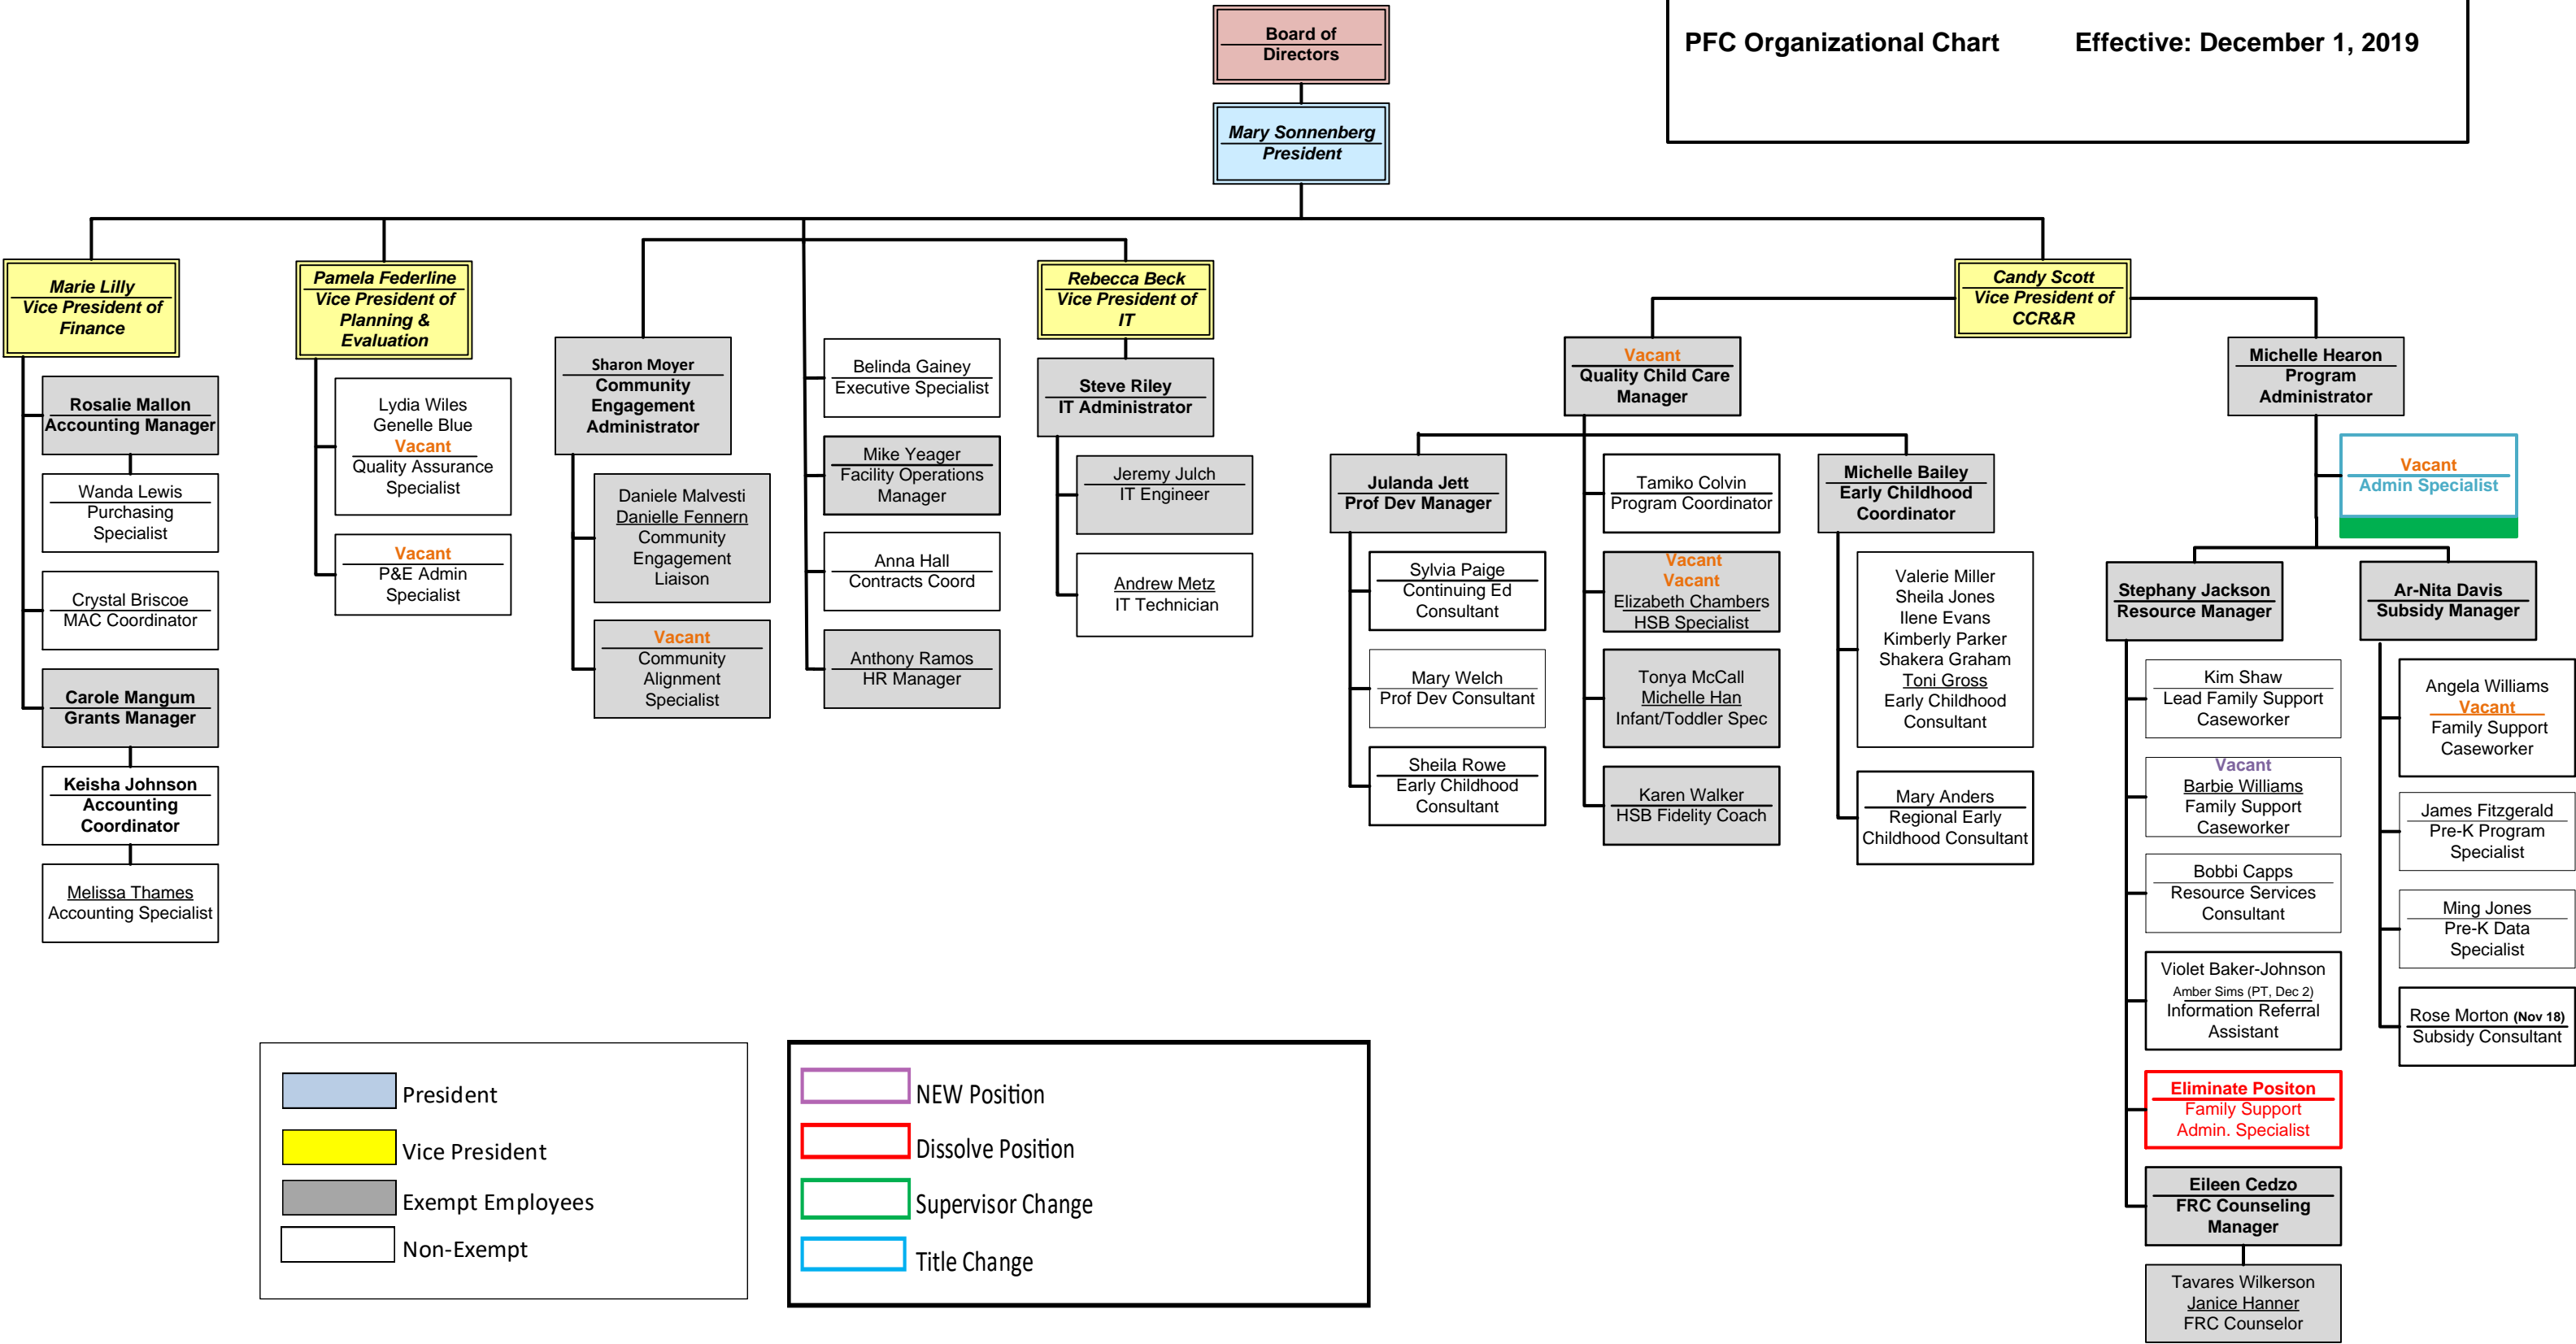 Board of
Directors
PFC Organizational Chart Effective: December 1, 2019
Mary Sonnenberg
President
Marie Lilly
Vice President of
Finance
Rosalie Mallon
Accounting Manager
Wanda Lewis
Purchasing
Specialist
Crystal Briscoe
MAC Coordinator
Carole Mangum
Grants Manager
Keisha Johnson
Accounting
Coordinator
Melissa Thames
Accounting Specialist
Pamela Federline
Vice President of
Planning &
Evaluation
Lydia Wiles
Genelle Blue
Vacant
Quality Assurance
Specialist
Vacant
P&E Admin
Specialist
Sharon Moyer
Community
Engagement
Administrator
Daniele Malvesti
Danielle Fennern
Community
Engagement
Liaison
Vacant
Community
Alignment
Specialist
Belinda Gainey
Executive Specialist
Mike Yeager
Facility Operations
Manager
Anna Hall
Contracts Coord
Anthony Ramos
HR Manager
Rebecca Beck
Vice President of
IT
Steve Riley
IT Administrator
Jeremy Julch
IT Engineer
Andrew Metz
IT Technician
Candy Scott
Vice President of
CCR&R
Vacant
Quality Child Care
Manager
Julanda Jett
Prof Dev Manager
Sylvia Paige
Continuing Ed
Consultant
Mary Welch
Prof Dev Consultant
Sheila Rowe
Early Childhood
Consultant
Tamiko Colvin
Program Coordinator
Vacant
Vacant
Elizabeth Chambers
HSB Specialist
Tonya McCall
Michelle Han
Infant/Toddler Spec
Karen Walker
HSB Fidelity Coach
Michelle Bailey
Early Childhood
Coordinator
Valerie Miller
Sheila Jones
Ilene Evans
Kimberly Parker
Shakera Graham
Toni Gross
Early Childhood
Consultant
Mary Anders
Regional Early
Childhood Consultant
Michelle Hearon
Program
Administrator
Vacant
Admin Specialist
Stephany Jackson
Resource Manager
Kim Shaw
Lead Family Support
Caseworker
Vacant
Barbie Williams
Family Support
Caseworker
Bobbi Capps
Resource Services
Consultant
Violet Baker-Johnson
Amber Sims (PT, Dec 2)
Information Referral
Assistant
Eliminate Positon
Family Support
Admin. Specialist
Eileen Cedzo
FRC Counseling
Manager
Tavares Wilkerson
Janice Hanner
FRC Counselor
Ar-Nita Davis
Subsidy Manager
Angela Williams
Vacant
Family Support
Caseworker
James Fitzgerald
Pre-K Program
Specialist
Ming Jones
Pre-K Data
Specialist
Rose Morton (Nov 18)
Subsidy Consultant
President
Vice President
Exempt Employees
Non-Exempt
NEW Position
Dissolve Position
Supervisor Change
Title Change